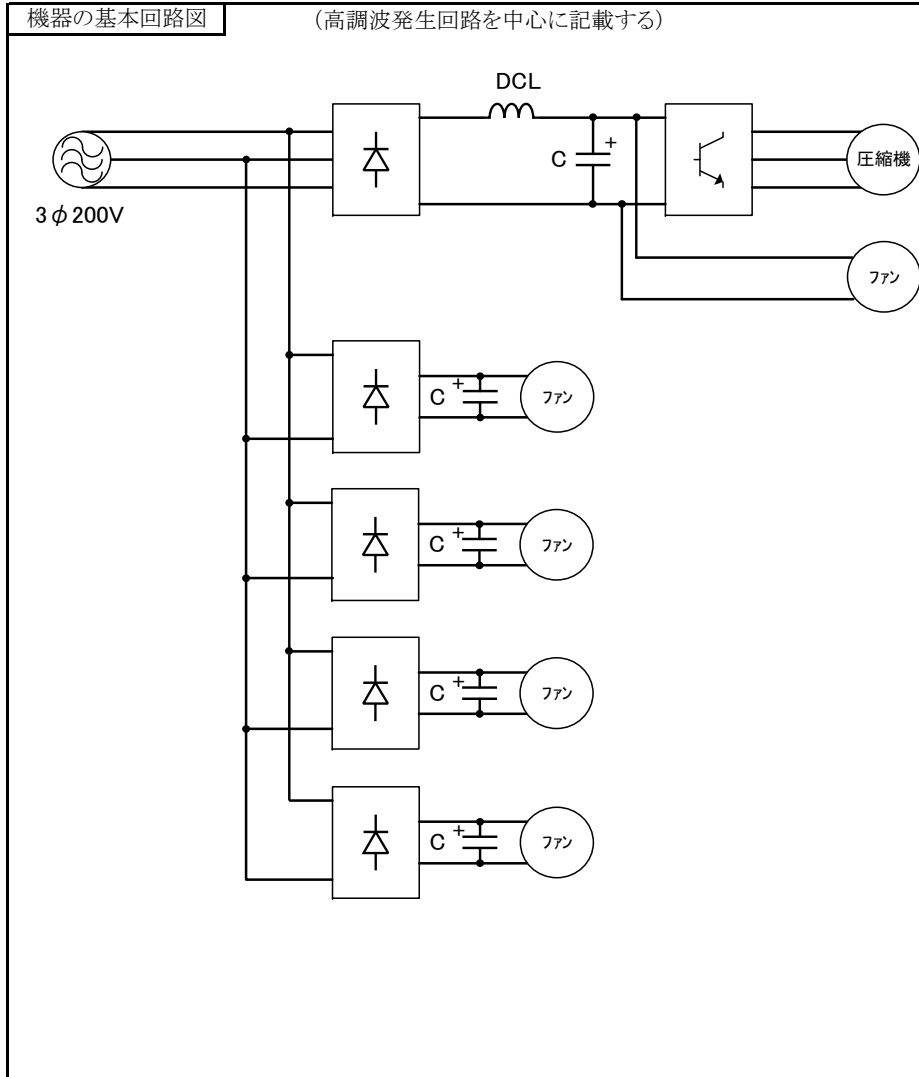 機器の基本回路図
（高調波発生回路を中心に記載する）
DCL
C +
圧縮機
3φ200V
ファン
C + ファン
C + ファン
C + ファン
C + ファン